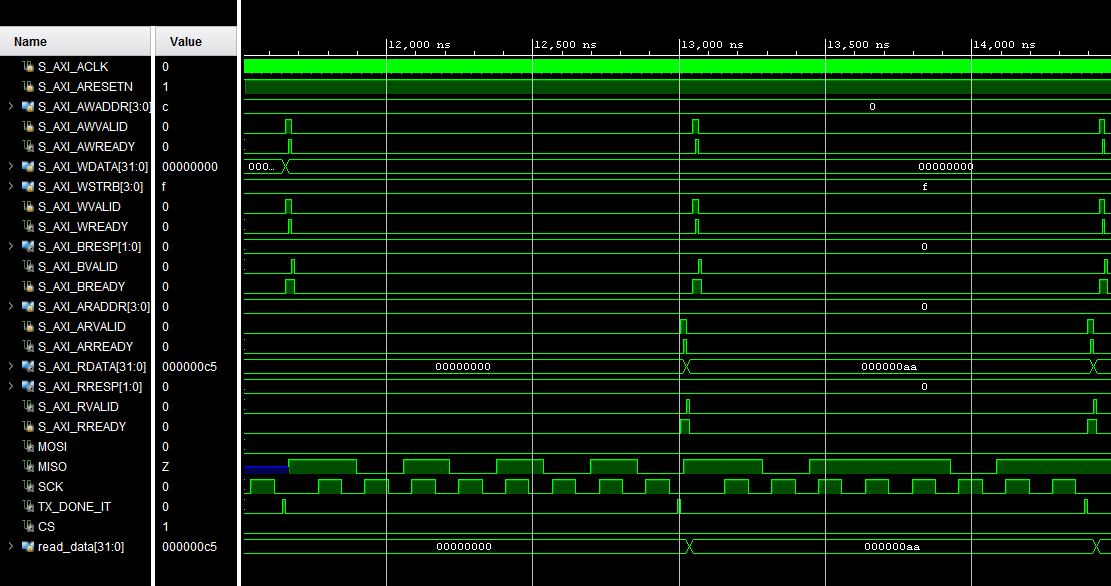 Name Value
12,000 ns 12,500 ns 13,000 ns 13,500 ns 14,000 ns
S_AXI_ACLK 0
S_AXI_ARESETN 1
S_AXI_AWADDR[3:0] c 0
S_AXI_AWVALID 0
S_AXI_AWREADY 0
S_AXI_WDATA[31:0] 00000000 000... 00000000
S_AXI_WSTRB[3:0] f f
S_AXI_WVALID 0
S_AXI_WREADY 0
S_AXI_BRESP[1:0] 0 0
S_AXI_BVALID 0
S_AXI_BREADY 0
S_AXI_ARADDR[3:0] 0 0
S_AXI_ARVALID 0
S_AXI_ARREADY 0
S_AXI_RDATA[31:0] 000000c5 00000000 000000aa
S_AXI_RRESP[1:0] 0 0
S_AXI_RVALID 0
S_AXI_RREADY 0
MOSI 0
MISO Z
SCK 0
TX_DONE_IT 0
CS 1
read_data[31:0] 000000c5 00000000 000000aa